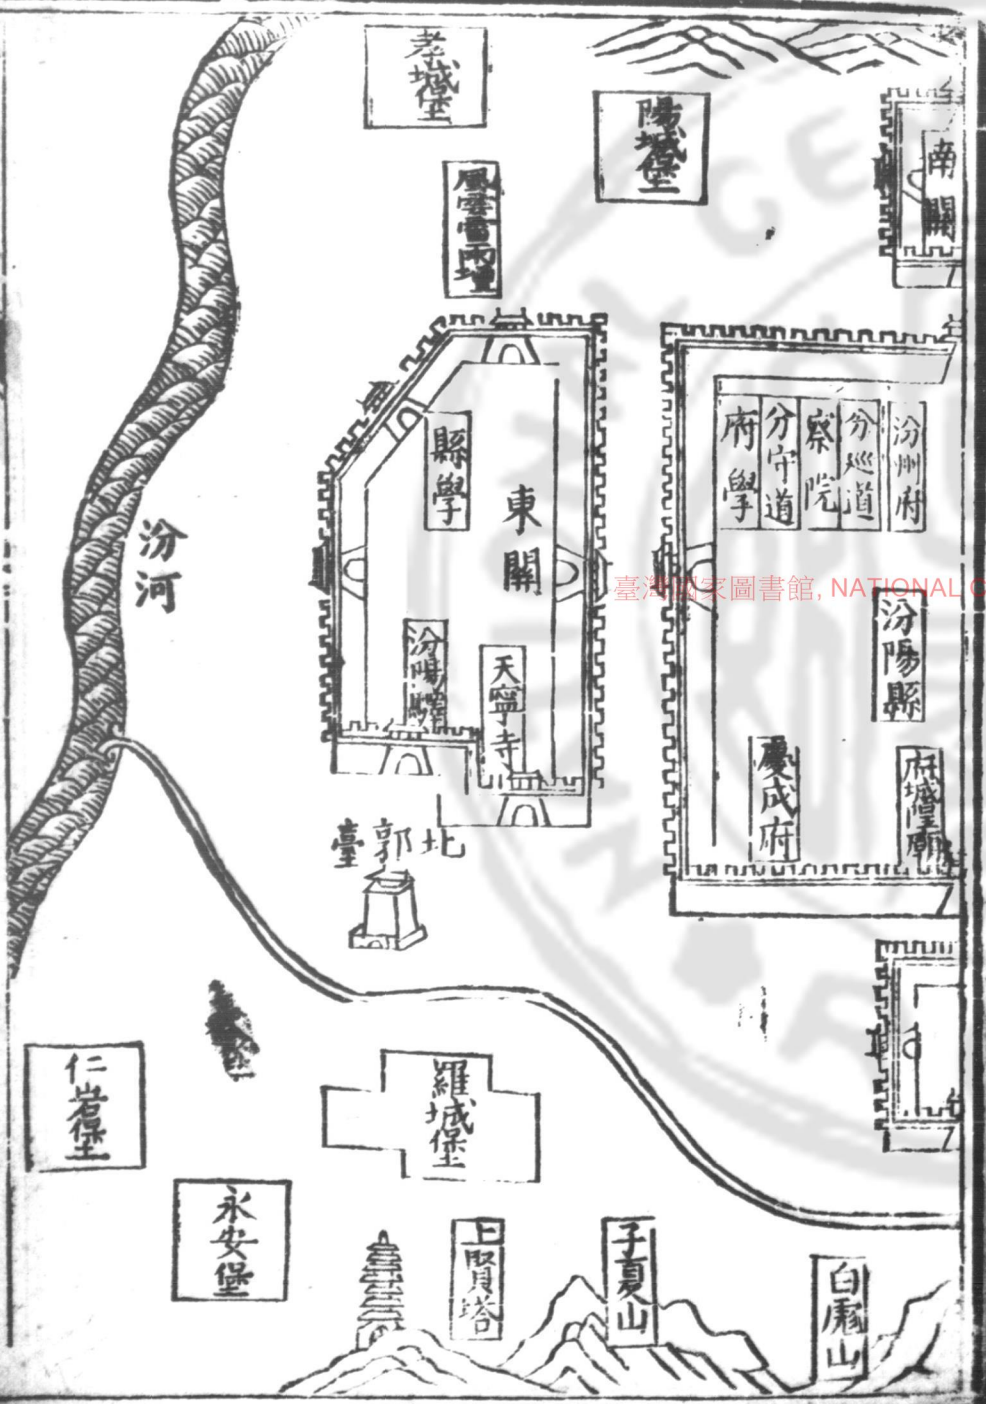 孝城堡
陽城堡
南關
風雲雷雨壇
汾州府
分巡道
察院
分守道
府學
縣學
東關
汾河
臺灣國家圖書館, NATIONAL C
汾陽縣
汾陽驛
天寧寺
慶成府
府城隍廟
北郭臺
仁岩堡
羅城堡
永安堡
上賢塔
子夏山
白彪山